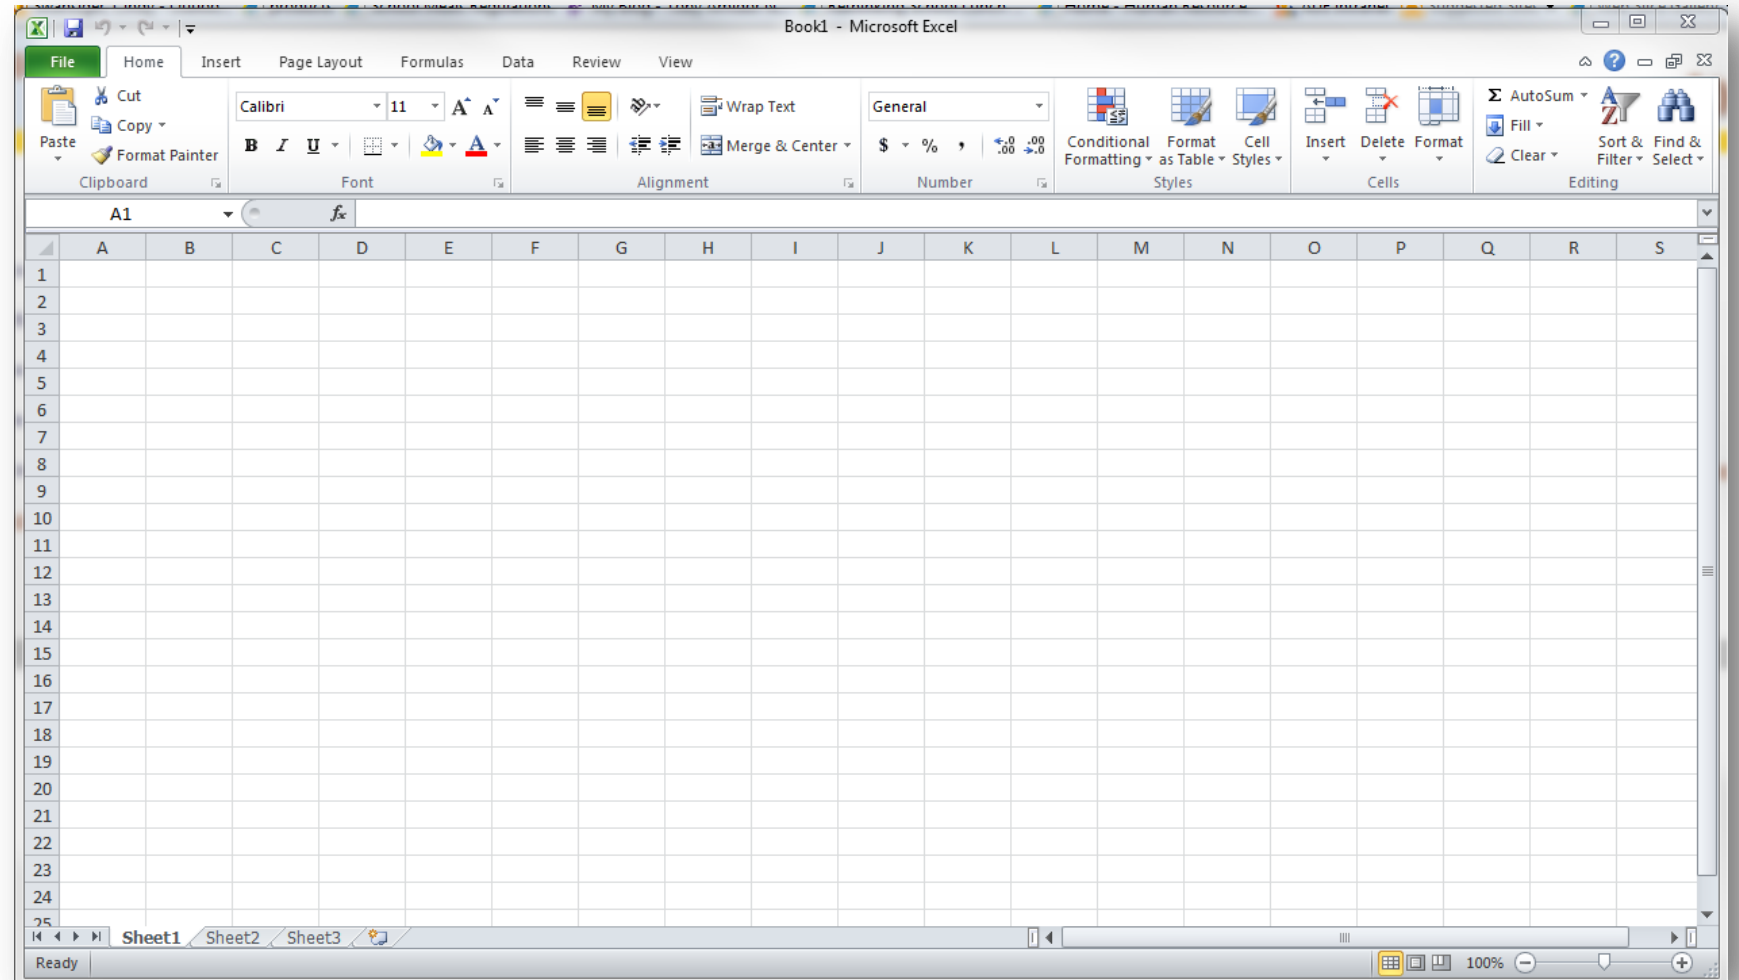 Book1 - Microsoft Excel
File Home Insert Page Layout Formulas Data Review View
Paste
Cut
Copy
Format Painter
Clipboard
Calibri 11
B I U
Font
Wrap Text
Merge & Center
Alignment
General
$ % ,
Number
Conditional Formatting
Format as Table
Cell Styles
Styles
Insert Delete Format
Cells
Σ AutoSum
Fill
Clear
Sort & Filter
Find & Select
Editing
A1 fx
A B C D E F G H I J K L M N O P Q R S
1
2
3
4
5
6
7
8
9
10
11
12
13
14
15
16
17
18
19
20
21
22
23
24
25
Sheet1 Sheet2 Sheet3
Ready 100%